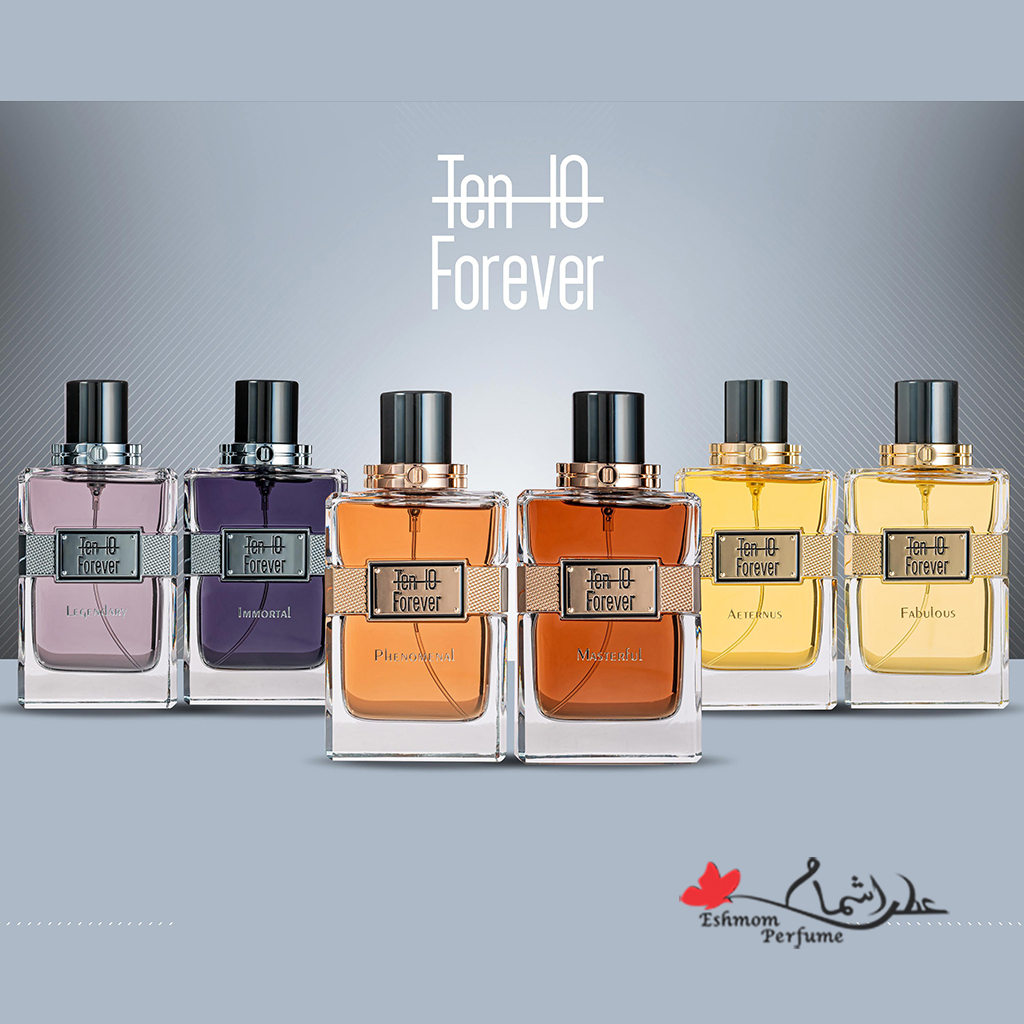 Ten 10
Forever
Ten 10
Forever
LEGENDARY
Ten 10
Forever
IMMORTAL
Ten 10
Forever
PHENOMENAL
Ten 10
Forever
MASTERFUL
Ten 10
Forever
AETERNUS
Ten 10
Forever
FABULOUS
عطر اشمام
Eshmom
Perfume